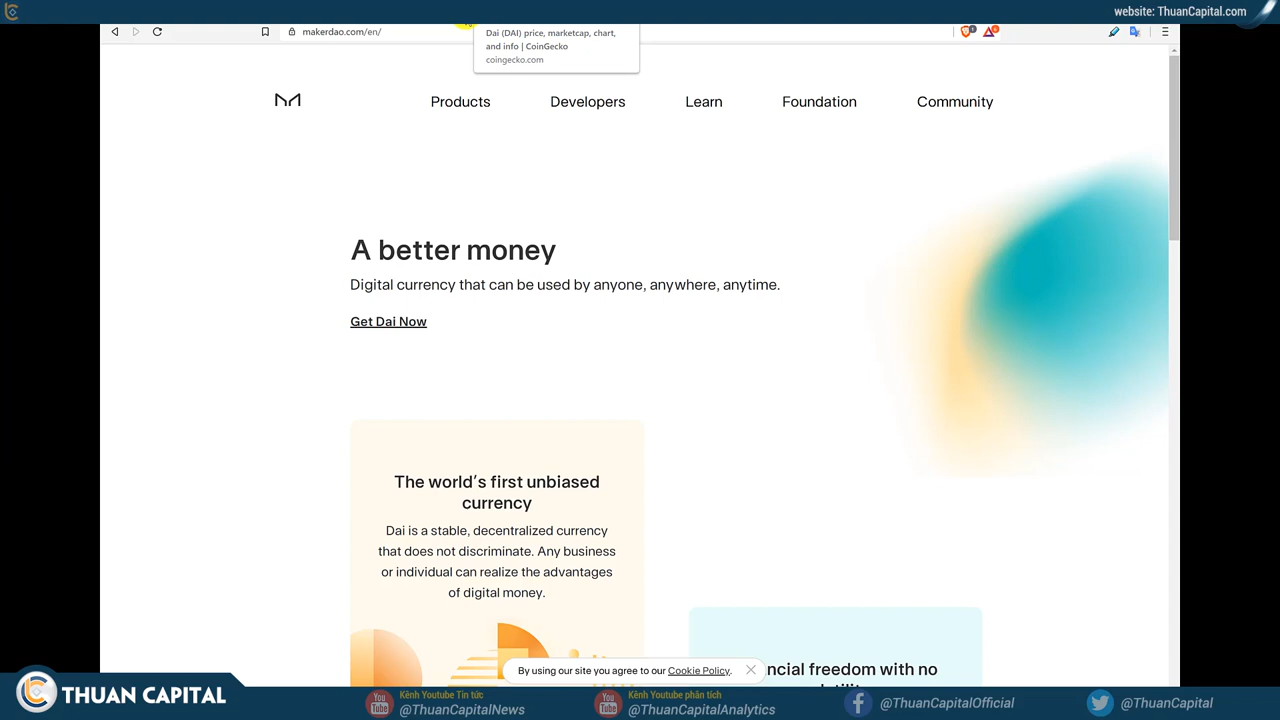 website: ThuanCapital.com
makerdao.com/en/
Dai (DAI) price, marketcap, chart,
and info | CoinGecko
coingecko.com
Products
Developers
Learn
Foundation
Community
A better money
Digital currency that can be used by anyone, anywhere, anytime.
Get Dai Now
The world's first unbiased
currency
Dai is a stable, decentralized currency
that does not discriminate. Any business
or individual can realize the advantages
of digital money.
ncial freedom with no
By using our site you agree to our Cookie Policy.
THUAN CAPITAL
Kênh Youtube Tin tức
@ThuanCapitalNews
Kênh Youtube phân tích
@ThuanCapitalAnalytics
@ThuanCapitalOfficial
@ThuanCapital